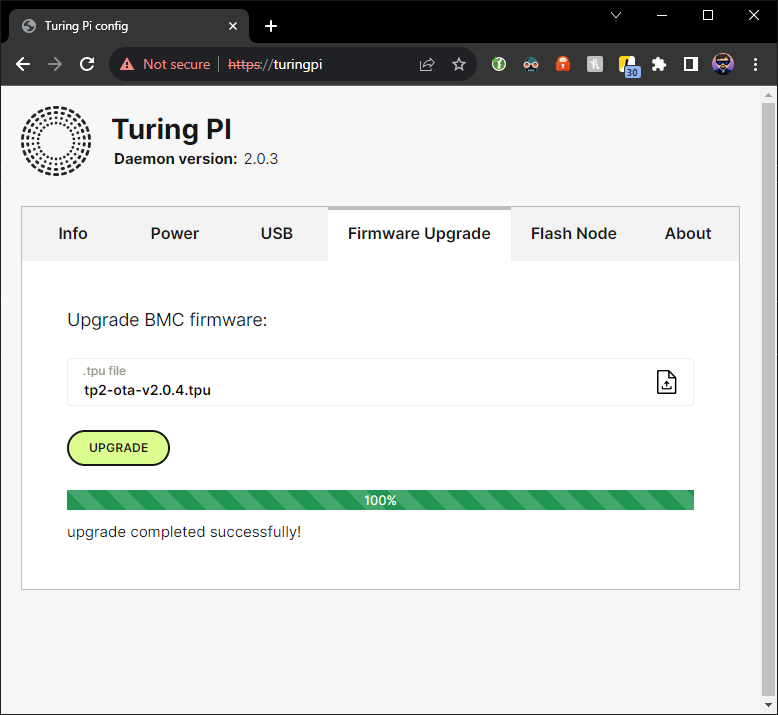 Turing Pi config
Not secure https://turingpi
30
Turing PI
Daemon version: 2.0.3
Info Power USB Firmware Upgrade Flash Node About
Upgrade BMC firmware:
.tpu file
tp2-ota-v2.0.4.tpu
UPGRADE
100%
upgrade completed successfully!